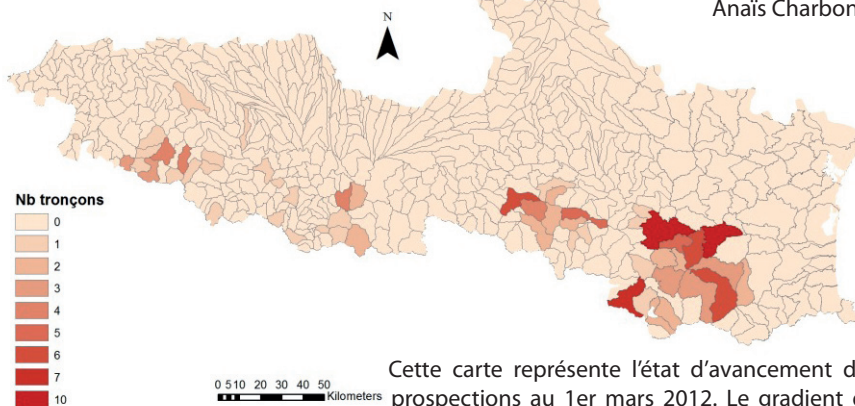 Anaïs Charbon
N
Nb tronçons
0
1
2
3
4
5
6
7
10
0 5 10 20 30 40 50
Kilometers
Cette carte représente l'état d'avancement d
prospections au 1er mars 2012. Le gradient